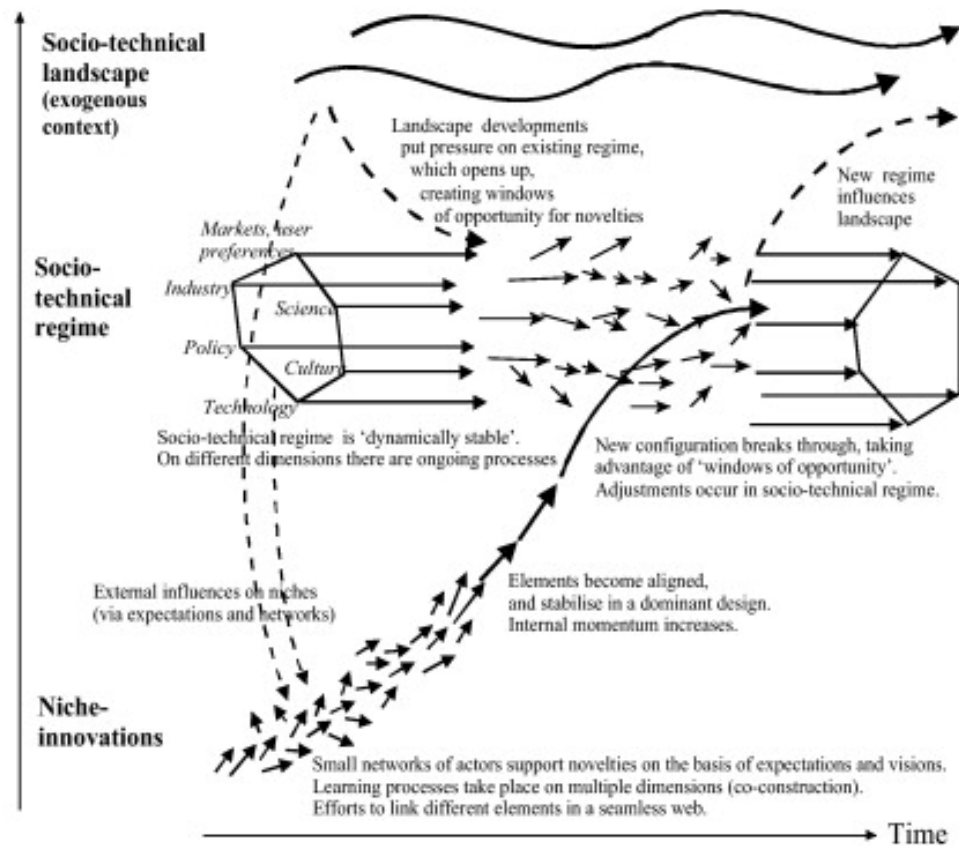 Socio-technical
landscape
(exogenous
context)
Landscape developments
put pressure on existing regime,
which opens up,
creating windows
of opportunity for novelties
New regime
influences
landscape
Markets, user
preferences
Industry
Science
Policy
Culture
Technology
Socio-
technical
regime
Socio-technical regime is ‘dynamically stable’.
On different dimensions there are ongoing processes
New configuration breaks through, taking
advantage of ‘windows of opportunity’.
Adjustments occur in socio-technical regime.
External influences on niches
(via expectations and networks)
Elements become aligned,
and stabilise in a dominant design.
Internal momentum increases.
Niche-
innovations
Small networks of actors support novelties on the basis of expectations and visions.
Learning processes take place on multiple dimensions (co-construction).
Efforts to link different elements in a seamless web.
Time